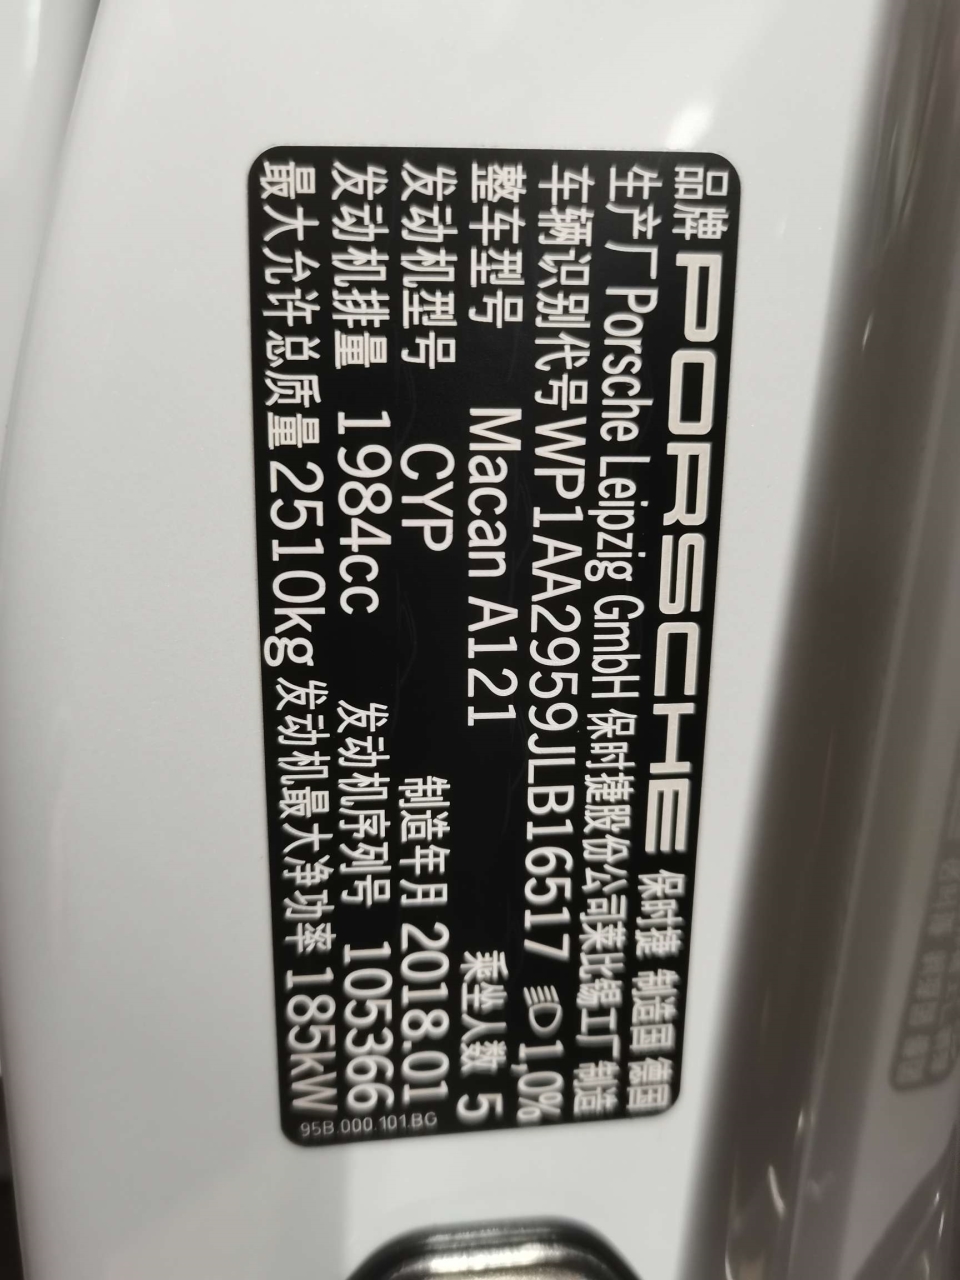 品牌 PORSCHE 保时捷 制造国 德国
生产厂 Porsche Leipzig GmbH 保时捷股份公司莱比锡工厂 制造
车辆识别代号 WP1AA2959JLB16517 1,0%
整车型号 Macan A121 乘坐人数 5
发动机型号 CYP 制造年月 2018.01
发动机排量 1984cc 发动机序列号 105366
最大允许总质量 2510kg 发动机最大净功率 185kW
95B.000.101.BG